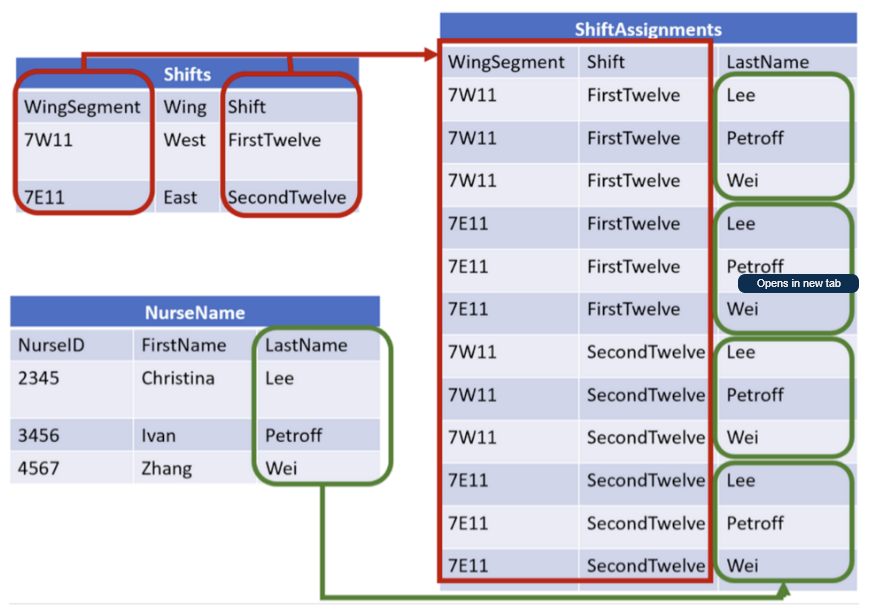 Shifts
WingSegment Wing Shift
7W11 West FirstTwelve
7E11 East SecondTwelve
NurseName
NurseID FirstName LastName
2345 Christina Lee
3456 Ivan Petroff
4567 Zhang Wei
ShiftAssignments
WingSegment Shift LastName
7W11 FirstTwelve Lee
7W11 FirstTwelve Petroff
7W11 FirstTwelve Wei
7E11 FirstTwelve Lee
7E11 FirstTwelve Petroff
Opens in new tab
7E11 FirstTwelve Wei
7W11 SecondTwelve Lee
7W11 SecondTwelve Petroff
7W11 SecondTwelve Wei
7E11 SecondTwelve Lee
7E11 SecondTwelve Petroff
7E11 SecondTwelve Wei